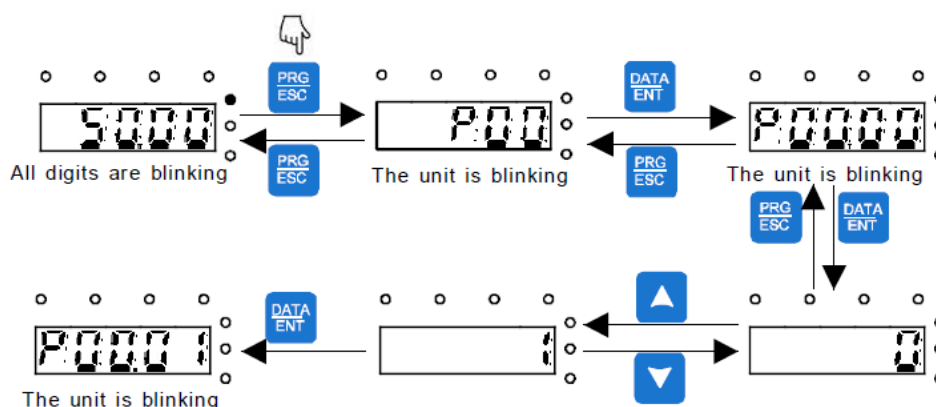 PRG
ESC
DATA
ENT
50.00
P00
P00.00
All digits are blinking
PRG
ESC
The unit is blinking
PRG
ESC
The unit is blinking
PRG
ESC
DATA
ENT
DATA
ENT
P00.01
1
0
The unit is blinking